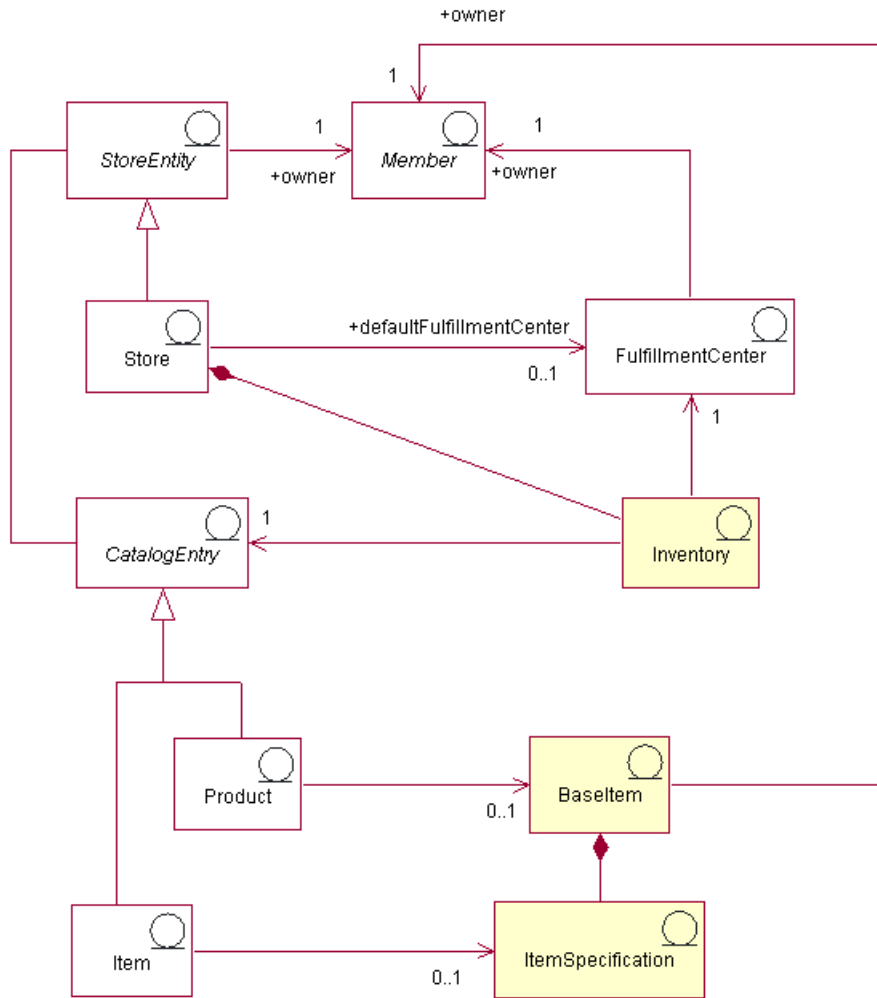 +owner
1
1
1
StoreEntity
Member
+owner
+owner
+defaultFulfillmentCenter
Store
FulfillmentCenter
0..1
1
1
CatalogEntry
Inventory
Product
BaseItem
0..1
Item
ItemSpecification
0..1